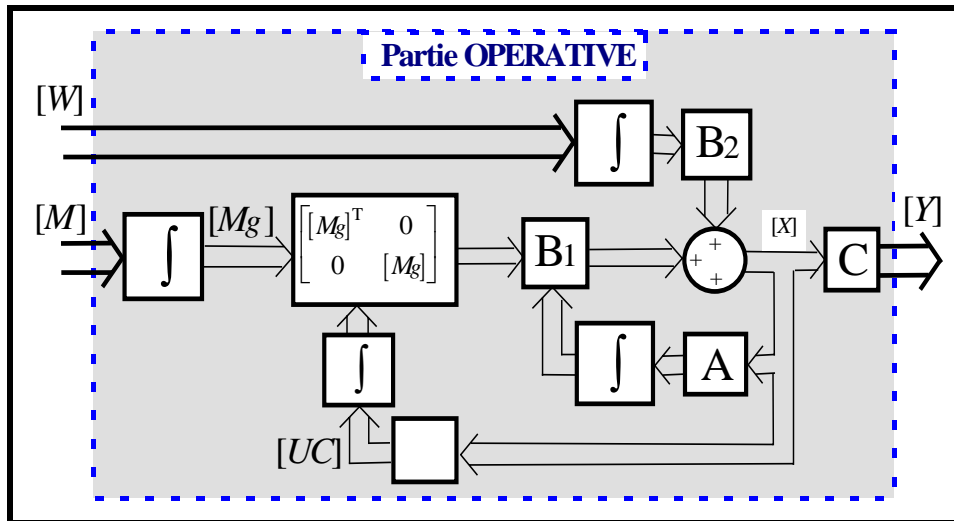 Partie OPERATIVE
[W]
∫
B2
[M]
∫
[Mg]
[Mg]T 0
0 [Mg]
B1
+
+
+
[X]
C
[Y]
∫
∫
A
[UC]